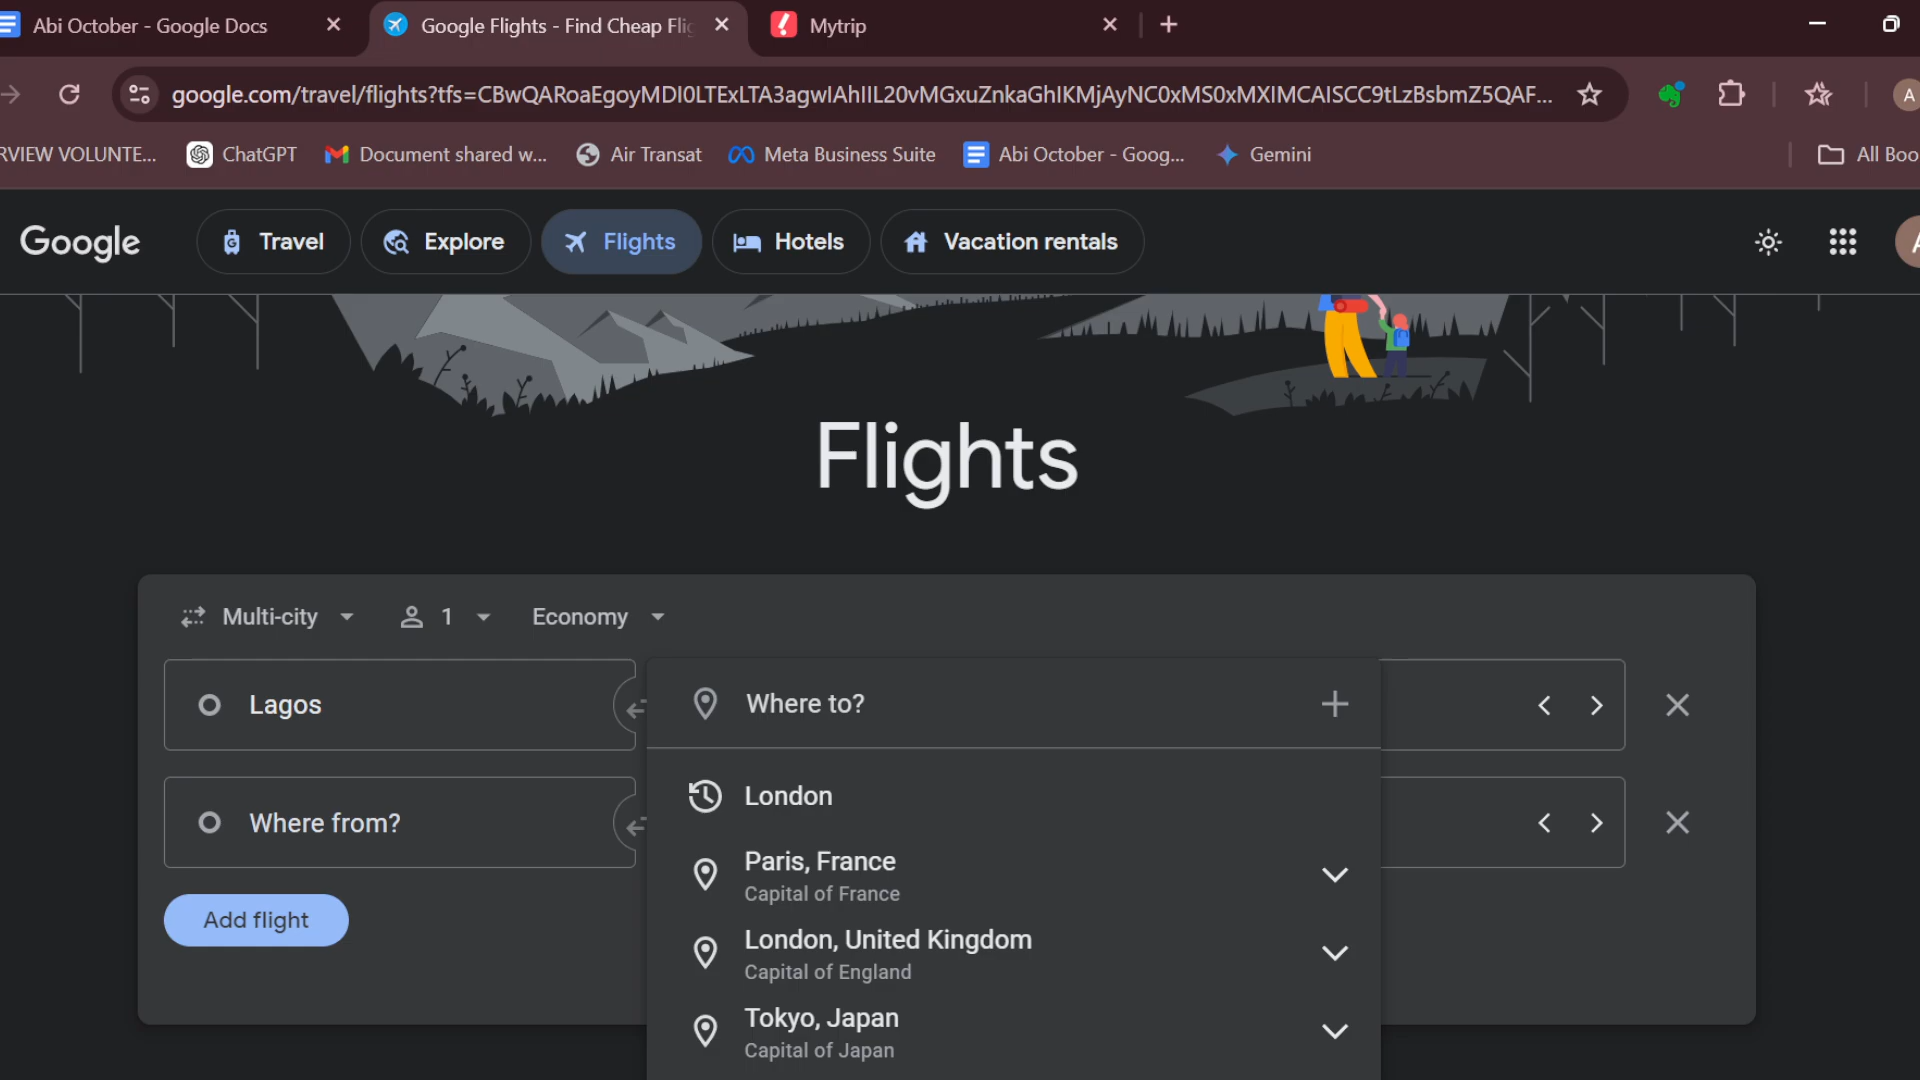 Abi October - Google Docs
Google Flights - Find Cheap Flig
Mytrip
google.com/travel/flights?tfs=CBwQARoaEgoyMDI0LTExLTA3agwIAhIIL20vMGxuZnkaGhIKMjAyNC0xMS0xMXIMCAISCC9tLzBsbmZ5QAF...
RVIEW VOLUNTE...
ChatGPT
Document shared w...
Air Transat
Meta Business Suite
Abi October - Goog...
Gemini
All Boo
Google
Travel
Explore
Flights
Hotels
Vacation rentals
Flights
Multi-city
1
Economy
Lagos
Where to?
London
Where from?
Paris, France
Capital of France
Add flight
London, United Kingdom
Capital of England
Tokyo, Japan
Capital of Japan